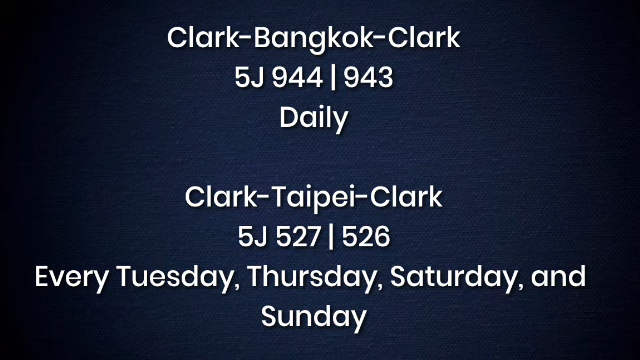 Clark-Bangkok-Clark
5J 944 | 943
Daily
Clark-Taipei-Clark
5J 527 | 526
Every Tuesday, Thursday, Saturday, and
Sunday